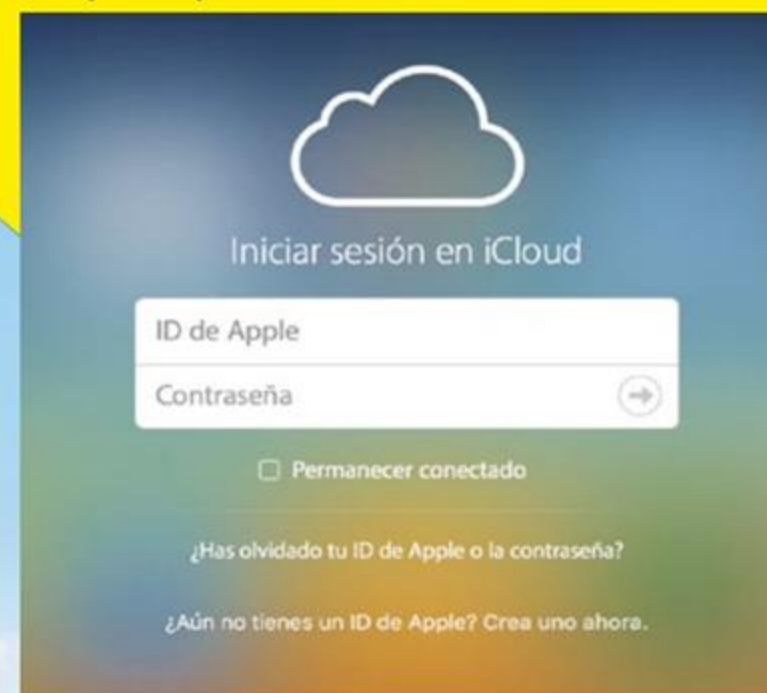 Iniciar sesión en iCloud
ID de Apple
Contraseña
Permanecer conectado
¿Has olvidado tu ID de Apple o la contraseña?
¿Aún no tienes un ID de Apple? Crea uno ahora.